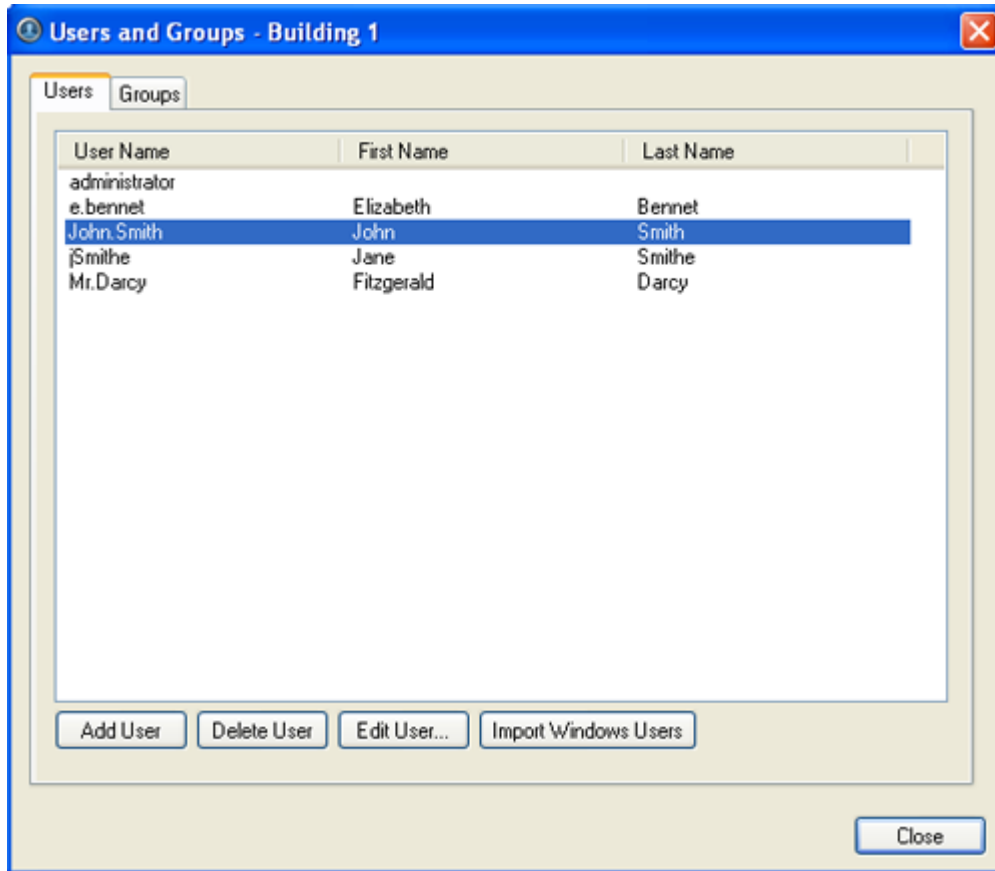 Users and Groups - Building 1
Users Groups
User Name First Name Last Name
administrator
e.bennet Elizabeth Bennet
John.Smith John Smith
jSmithe Jane Smithe
Mr.Darcy Fitzgerald Darcy
Add User Delete User Edit User... Import Windows Users
Close